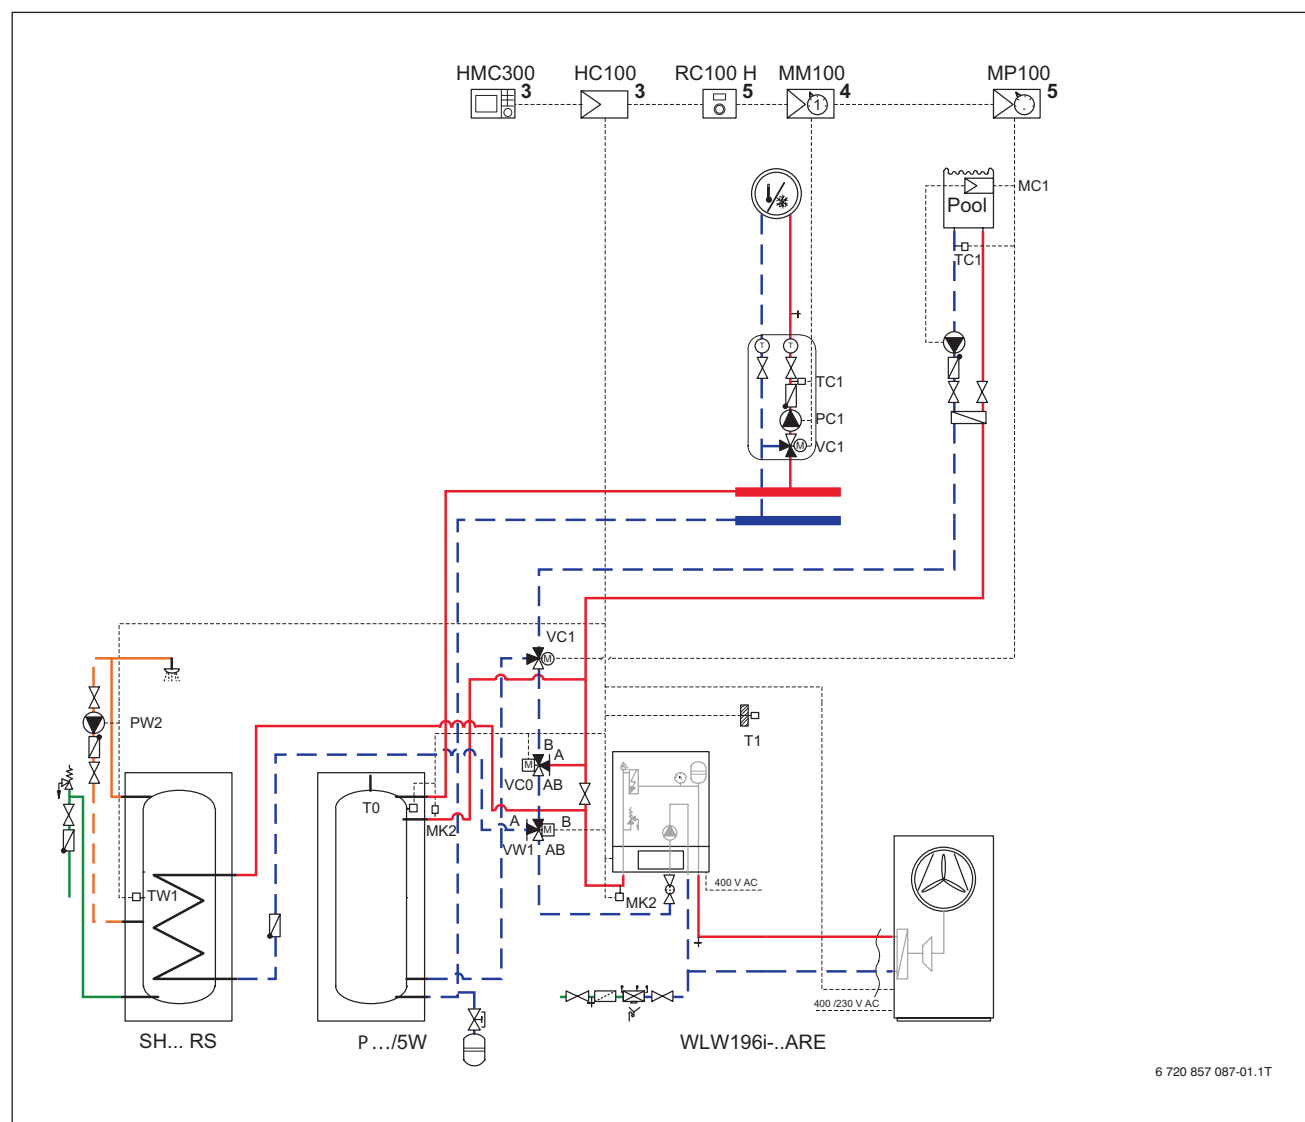 HMC300
3
HC100
3
RC100 H
5
MM100
4
MP100
5
1
MC1
Pool
TC1
T
T
TC1
PC1
M
VC1
VC1
M
PW2
T1
B
A
M
VC0
AB
T0
MK2
A
M
B
VW1
AB
TW1
MK2
400 V AC
400 /230 V AC
SH... RS
P .../5W
WLW196i-..ARE
6 720 857 087-01.1T